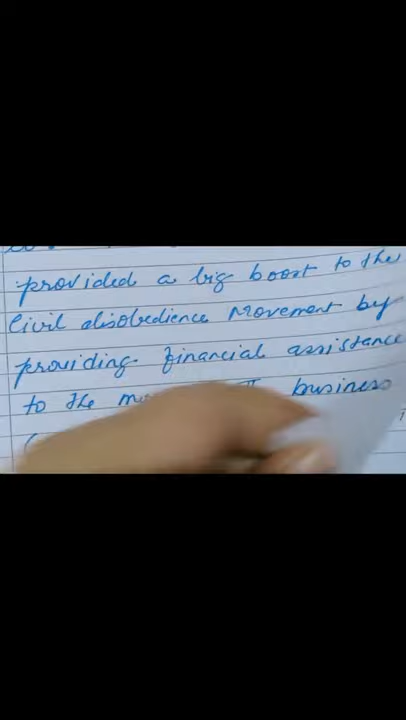 provided a big boost to the
Civil disobedience Movement by
providing financial assistance
to the business